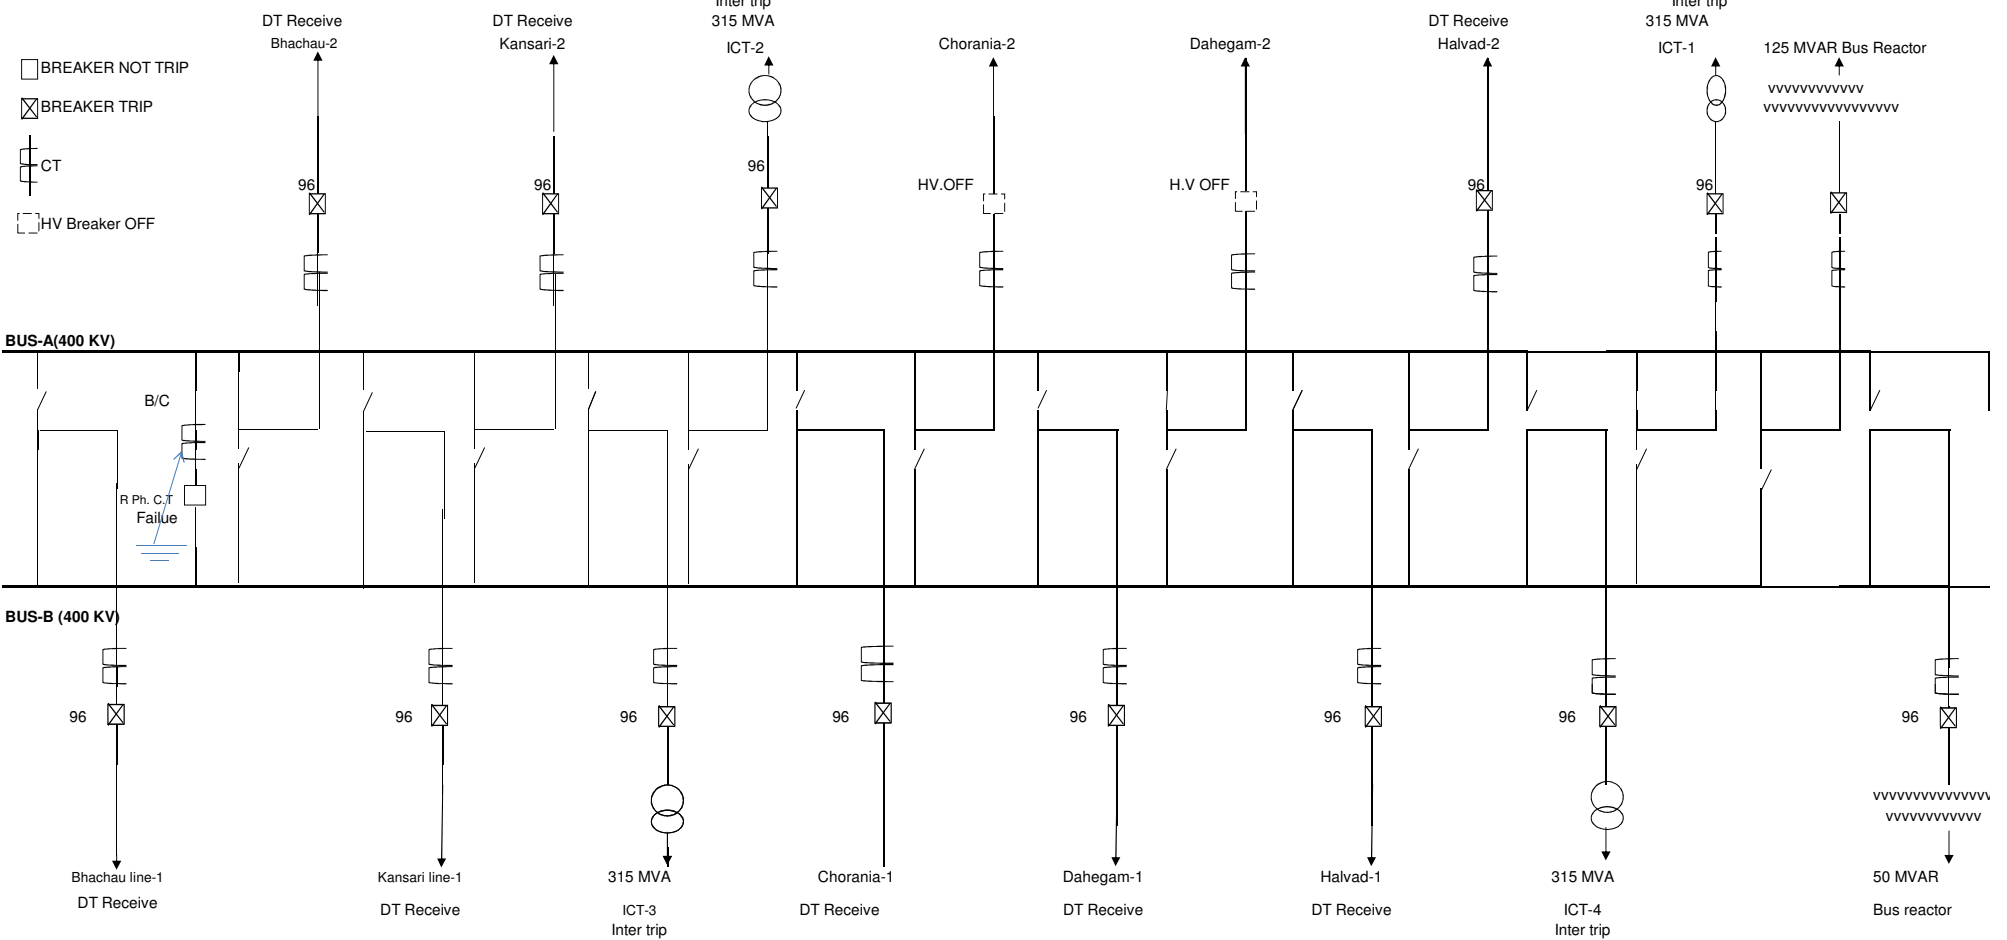 Inter trip
Inter trip
DT Receive
DT Receive
315 MVA
DT Receive
315 MVA
Bhachau-2
Kansari-2
ICT-2
Chorania-2
Dahegam-2
Halvad-2
ICT-1
125 MVAR Bus Reactor
BREAKER NOT TRIP
vvvvvvvvvvvv
BREAKER TRIP
vvvvvvvvvvvvvvvvv
CT
96
96
96
HV.OFF
H.V OFF
96
96
HV Breaker OFF
BUS-A(400 KV)
B/C
R Ph. C.T
Failue
BUS-B (400 KV)
96
96
96
96
96
96
96
96
vvvvvvvvvvvvvvv
vvvvvvvvvvvv
Bhachau line-1
Kansari line-1
315 MVA
Chorania-1
Dahegam-1
Halvad-1
315 MVA
50 MVAR
DT Receive
DT Receive
ICT-3
DT Receive
DT Receive
DT Receive
ICT-4
Bus reactor
Inter trip
Inter trip